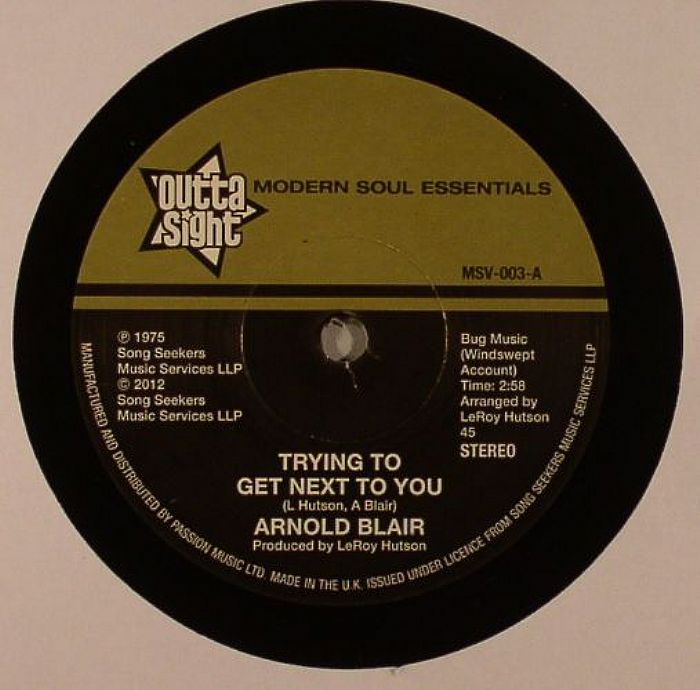 outta
sight
MODERN SOUL ESSENTIALS
MSV-003-A
℗ 1975
Song Seekers
Music Services LLP
© 2012
Song Seekers
Music Services LLP
Bug Music
(Windswept
Account)
Time: 2:58
Arranged by
LeRoy Hutson
45
STEREO
TRYING TO
GET NEXT TO YOU
(L Hutson, A Blair)
ARNOLD BLAIR
Produced by LeRoy Hutson
MANUFACTURED AND DISTRIBUTED BY PASSION MUSIC LTD. MADE IN THE U.K. ISSUED UNDER LICENCE FROM SONG SEEKERS MUSIC SERVICES LLP